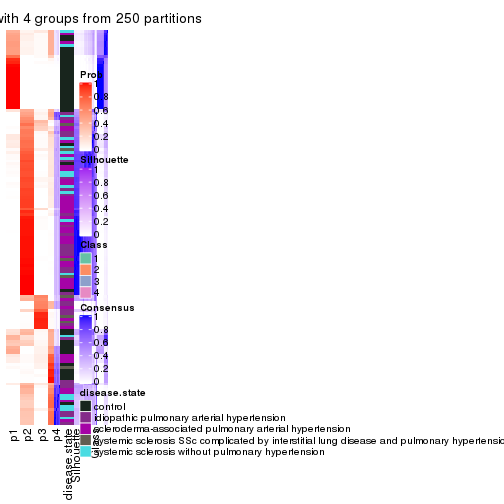 with 4 groups from 250 partitions
Prob
1
0.8
0.6
0.4
0.2
0
Silhouette
1
0.8
0.6
0.4
0.2
0
Class
1
2
3
4
Consensus
1
0.8
0.6
0.4
0.2
0
disease.state
control
idiopathic pulmonary arterial hypertension
scleroderma-associated pulmonary arterial hypertension
systemic sclerosis SSc complicated by interstitial lung disease and pulmonary hypertensio
systemic sclerosis without pulmonary hypertension
p1
p2
p3
p4
disease.state
Silhouette